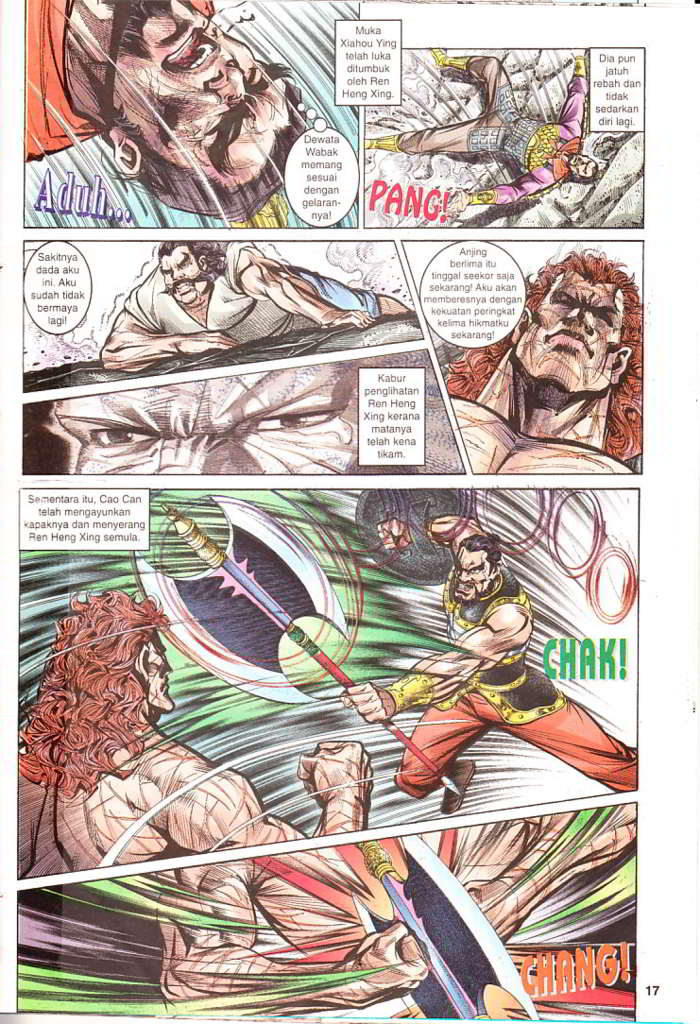 Muka
Xiahou Ying
telah luka
ditumbuk
oleh Ren
Heng Xing.
Dia pun
jatuh
rebah dan
tidak
sedarkan
diri lagi.
Dewata
Wabak
memang
sesuai
dengan
gelaran-
nya!
Aduh...
PANG!
Sakitnya
dada aku
ini. Aku
sudah tidak
bermaya
lagi!
Anjing
berlima itu
tinggal seekor saja
sekarang! Aku akan
memberesnya dengan
kekuatan peringkat
kelima hikmatku
sekarang!
Kabur
penglihatan
Ren Heng
Xing kerana
matanya
telah kena
tikam.
Sementara itu, Cao Can
telah mengayunkan
kapaknya dan menyerang
Ren Heng Xing semula.
CHAK!
CHANG!
17